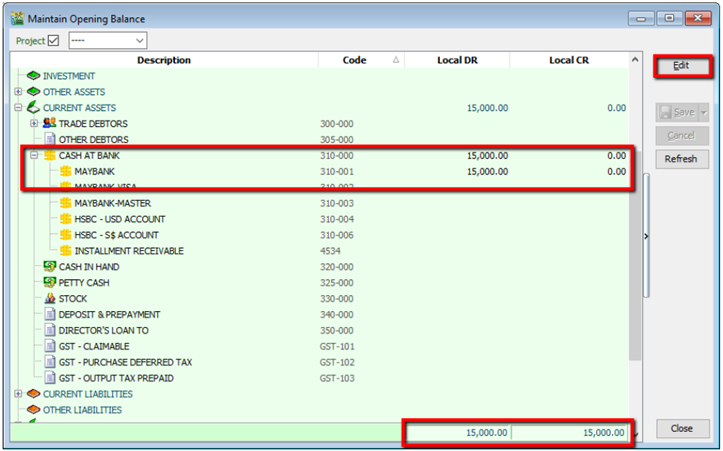 Maintain Opening Balance
Project ----
Description Code Local DR Local CR
INVESTMENT
OTHER ASSETS
CURRENT ASSETS 15,000.00 0.00
TRADE DEBTORS 300-000
OTHER DEBTORS 305-000
CASH AT BANK 310-000 15,000.00 0.00
MAYBANK 310-001 15,000.00 0.00
MAYBANK-VISA 310-002
MAYBANK-MASTER 310-003
HSBC - USD ACCOUNT 310-004
HSBC - S$ ACCOUNT 310-006
INSTALLMENT RECEIVABLE 4534
CASH IN HAND 320-000
PETTY CASH 325-000
STOCK 330-000
DEPOSIT & PREPAYMENT 340-000
DIRECTOR'S LOAN TO 350-000
GST - CLAIMABLE GST-101
GST - PURCHASE DEFERRED TAX GST-102
GST - OUTPUT TAX PREPAID GST-103
CURRENT LIABILITIES
OTHER LIABILITIES
15,000.00 15,000.00
Edit
Save
Cancel
Refresh
Close